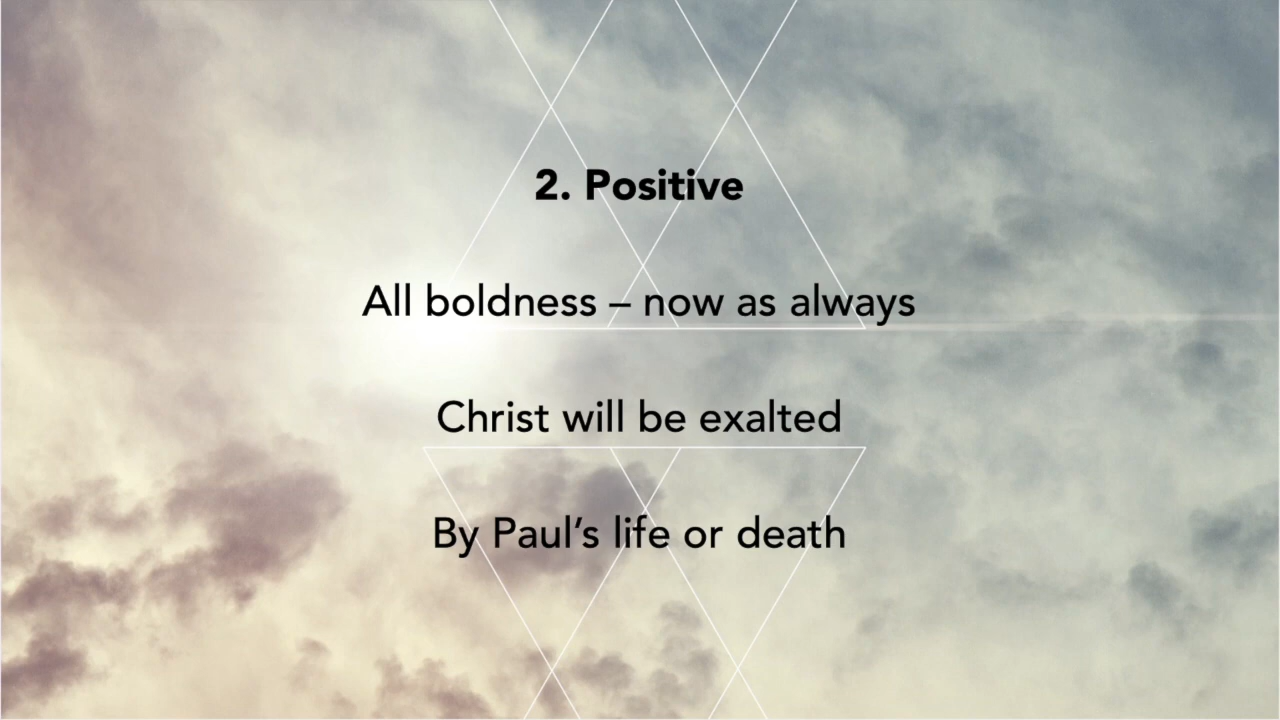 2. Positive
All boldness – now as always
Christ will be exalted
By Paul’s life or death